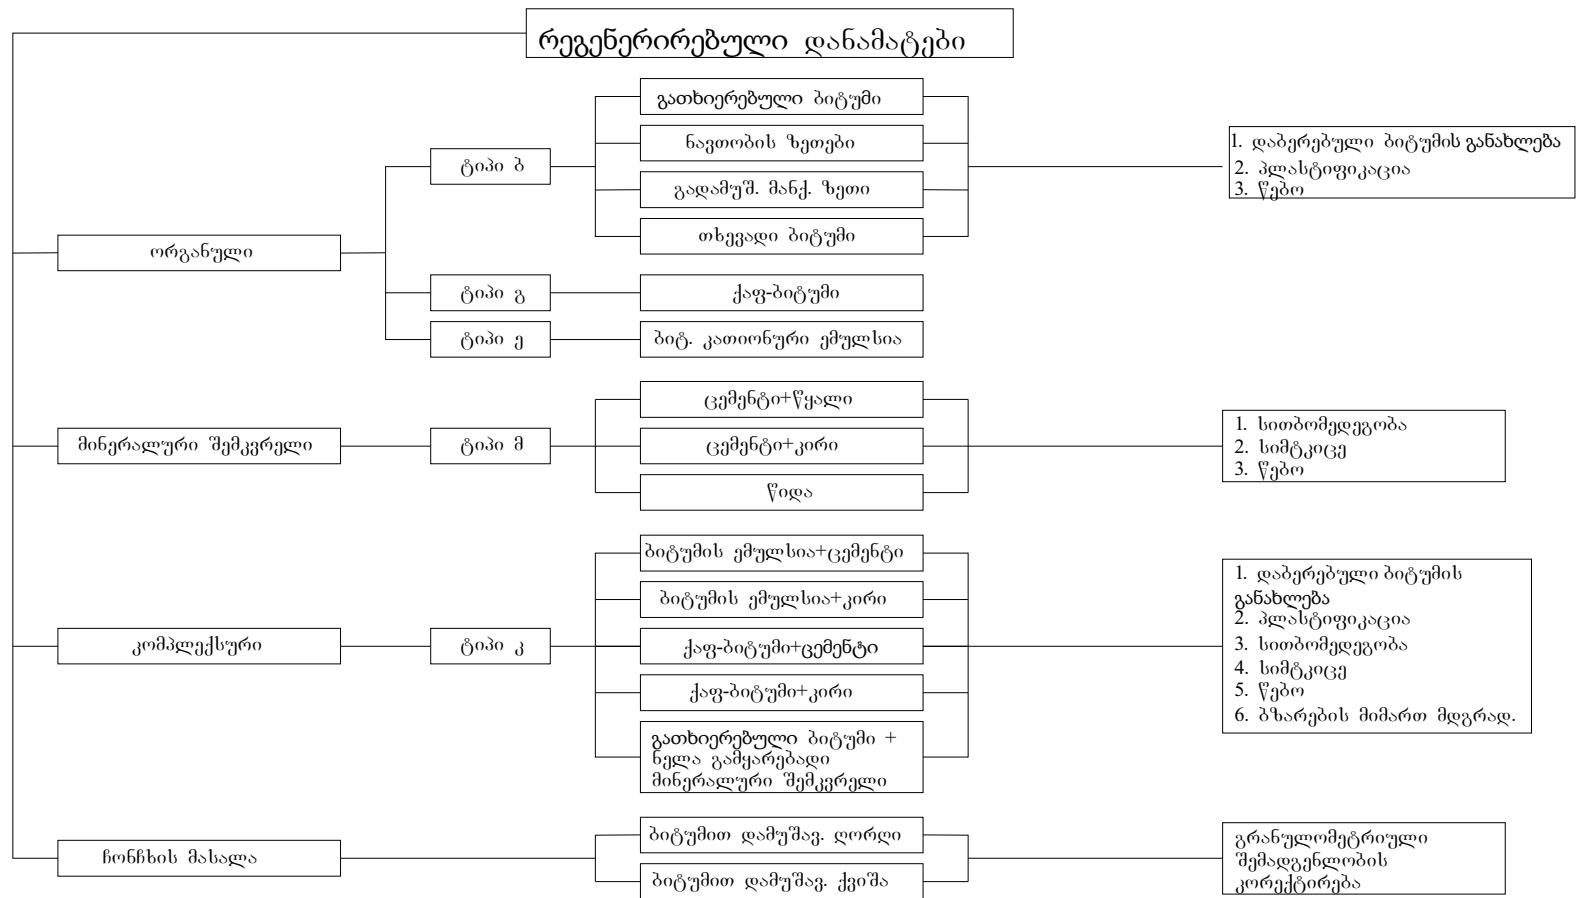 რეგენერირებული დანამატები
გათხიერებული ბიტუმი
ნავთობის ზეთები
ტიპი ბ
გადამუშ. მანქ. ზეთი
თხევადი ბიტუმი
1. დაბერებული ბიტუმის განახლება
2. პლასტიფიკაცია
3. წებო
ორგანული
ტიპი გ
ქაფ-ბიტუმი
ტიპი ე
ბიტ. კათიონური ემულსია
ცემენტი+წყალი
მინერალური შემკვრელი
ტიპი მ
ცემენტი+კირი
წიდა
1. სითბომედეგობა
2. სიმტკიცე
3. წებო
ბიტუმის ემულსია+ცემენტი
ბიტუმის ემულსია+კირი
კომპლექსური
ტიპი კ
ქაფ-ბიტუმი+ცემენტი
ქაფ-ბიტუმი+კირი
გათხიერებული ბიტუმი +
ნელა გამყარებადი
მინერალური შემკვრელი
1. დაბერებული ბიტუმის
განახლება
2. პლასტიფიკაცია
3. სითბომედეგობა
4. სიმტკიცე
5. წებო
6. ბზარების მიმართ მდგრად.
ჩონჩხის მასალა
ბიტუმით დამუშავ. ღორღი
ბიტუმით დამუშავ. ქვიშა
გრანულომეტრიული
შემადგენლობის
კორექტირება